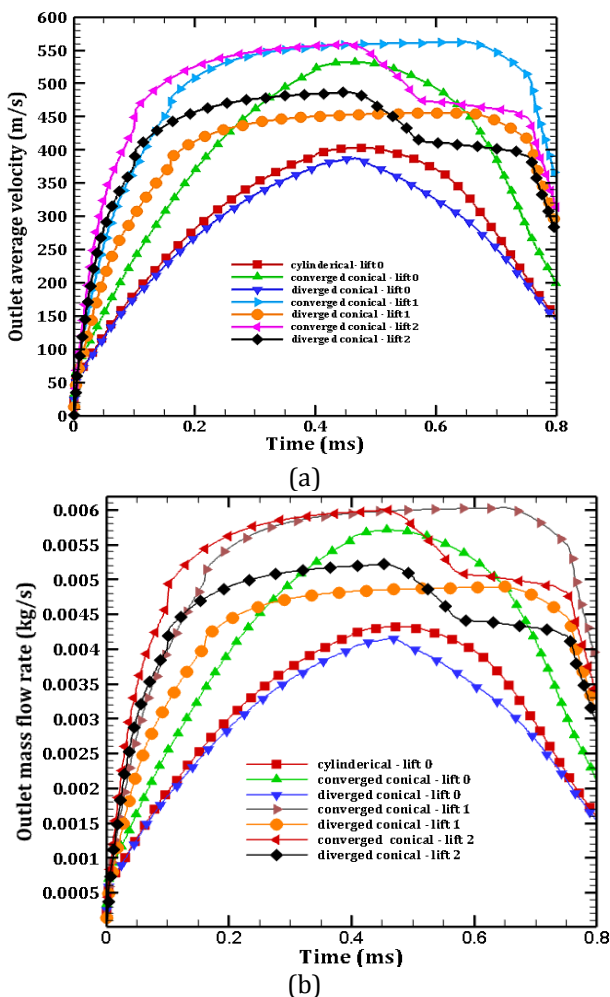 Outlet average velocity (m/s)
600
550
500
450
400
350
300
250
200
150
100
50
0
cylinderical - lift 0
converged conical - lift 0
diverged conical - lift 0
converged conical - lift 1
diverged conical - lift 1
converged conical - lift 2
diverged conical - lift 2
0 0.2 0.4 0.6 0.8
Time (ms)
(a)
Outlet mass flow rate (kg/s)
0.006
0.0055
0.005
0.0045
0.004
0.0035
0.003
0.0025
0.002
0.0015
0.001
0.0005
cylinderical - lift 0
converged conical - lift 0
diverged conical - lift 0
converged conical - lift 1
diverged conical - lift 1
converged conical - lift 2
diverged conical - lift 2
0 0.2 0.4 0.6 0.8
Time (ms)
(b)